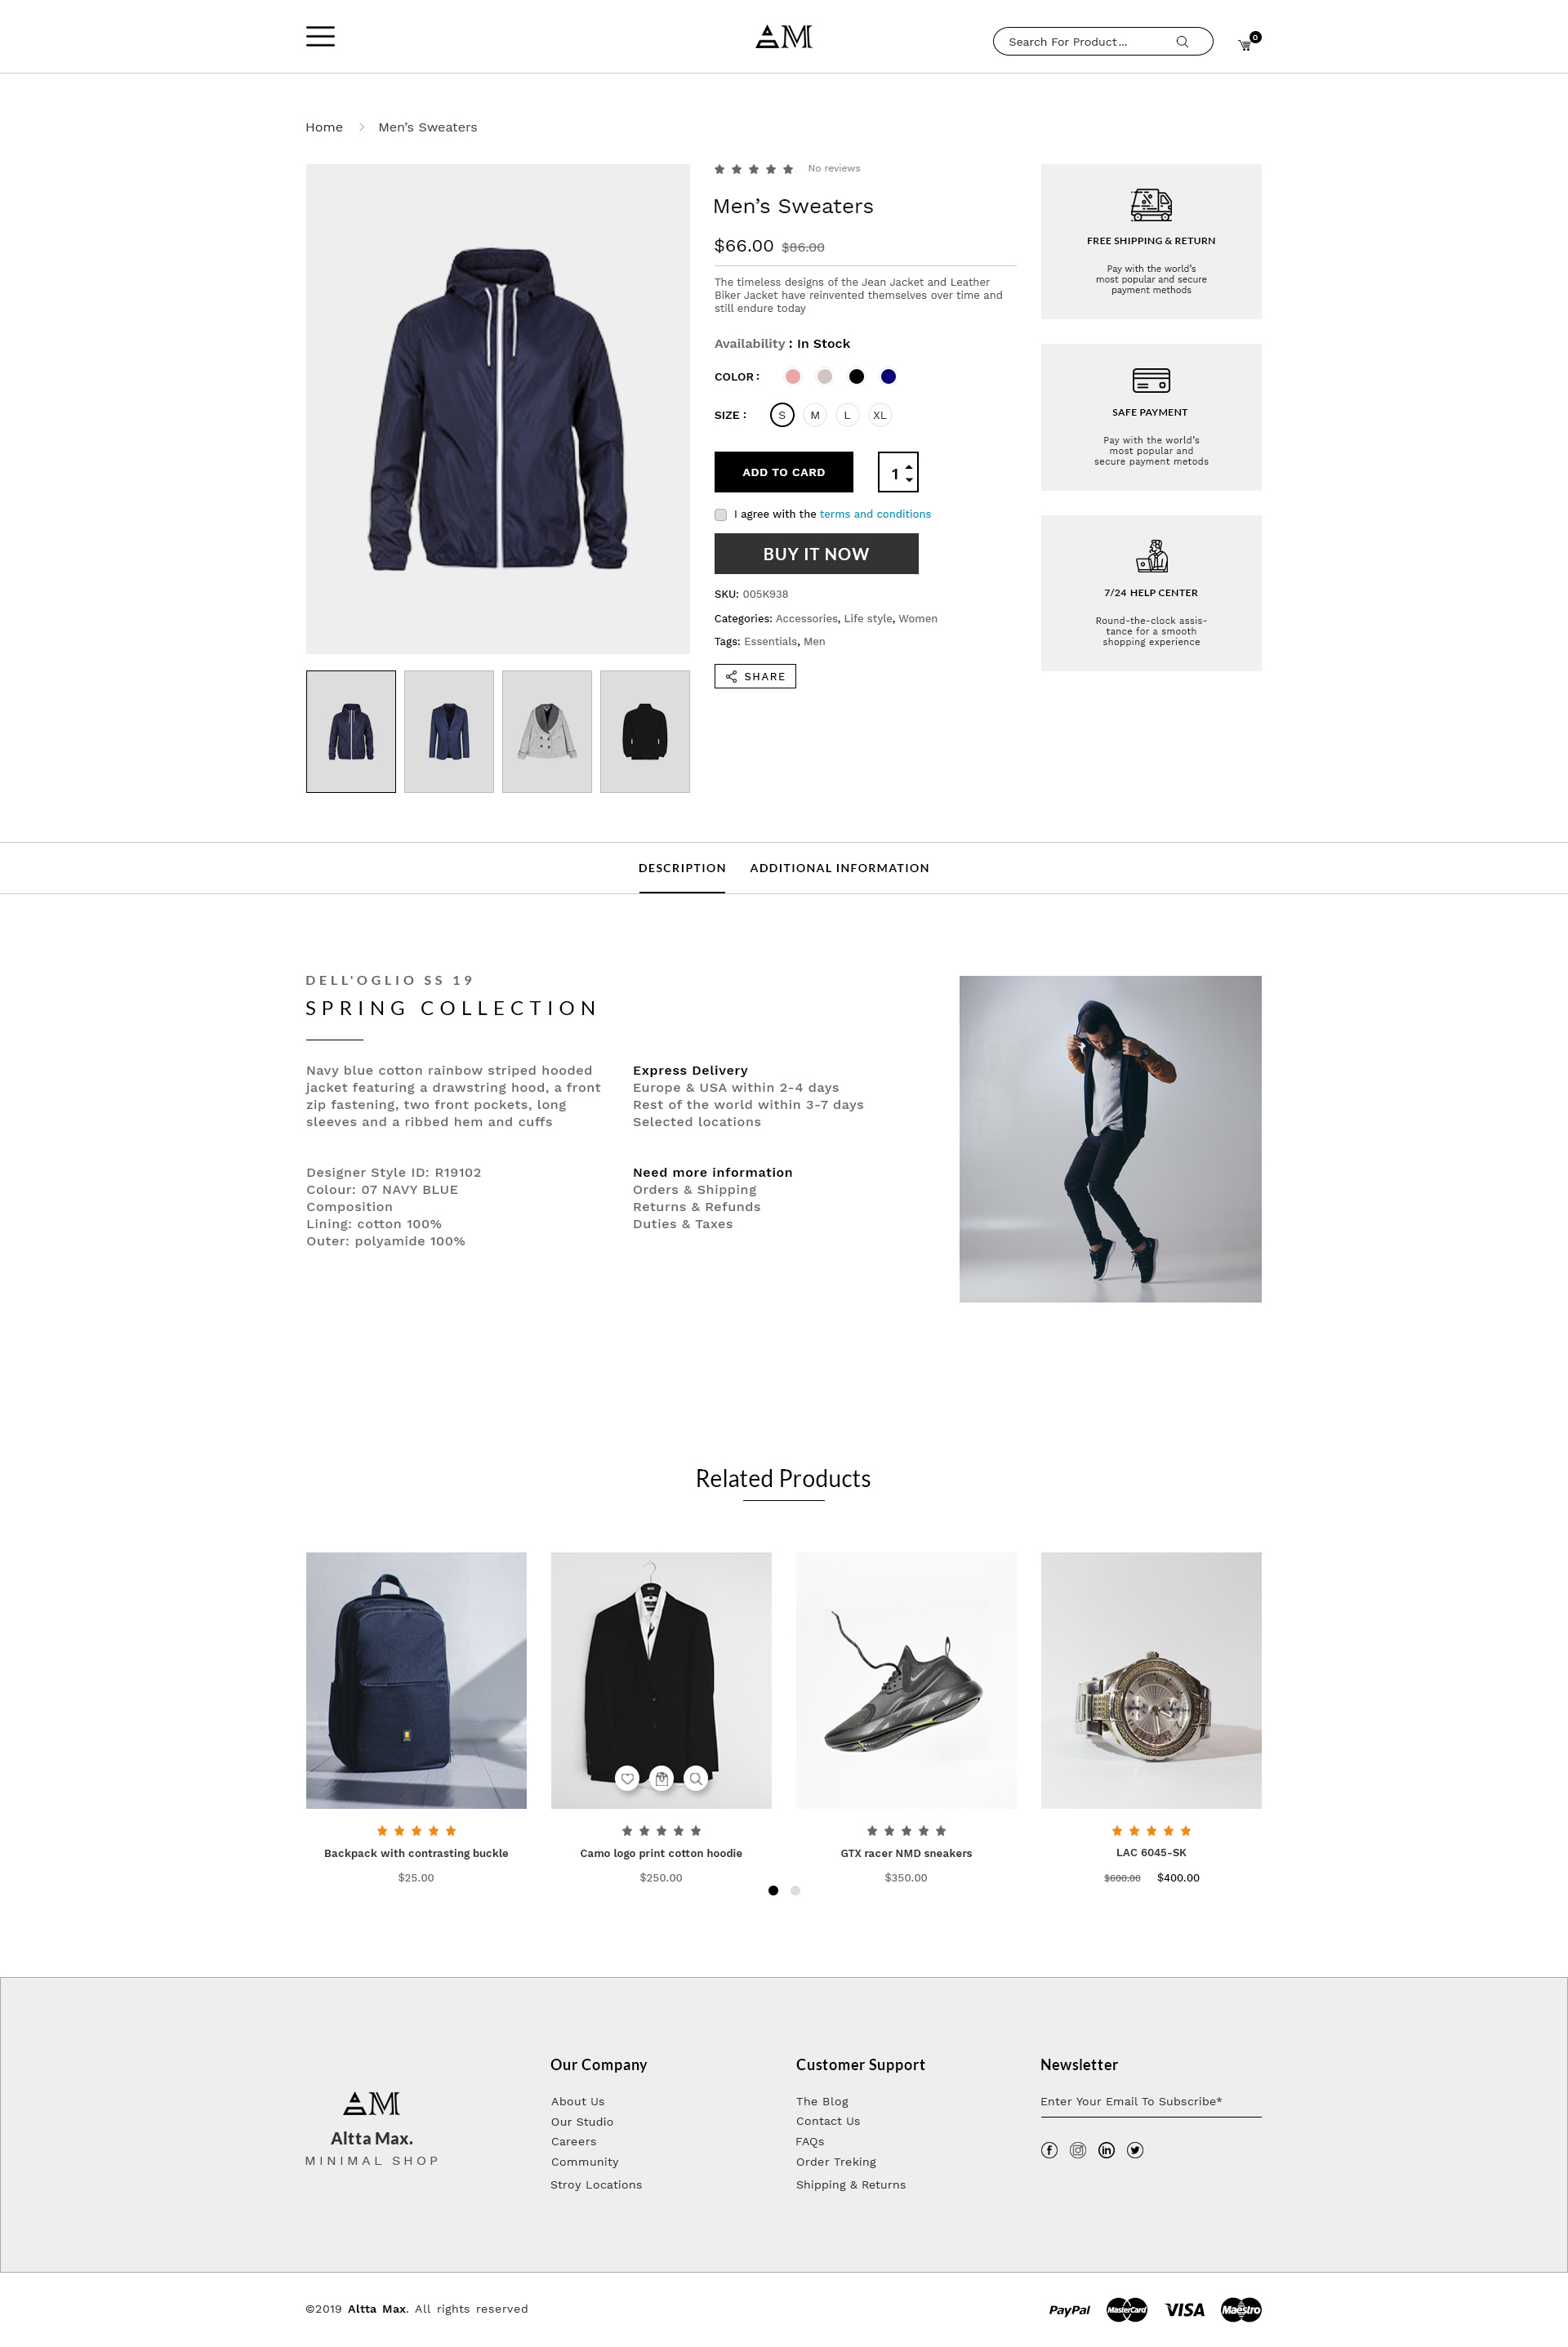 AM
Search For Product...
0
Home > Men's Sweaters
No reviews
Men's Sweaters
$66.00 $86.00
The timeless designs of the Jean Jacket and Leather
Biker Jacket have reinvented themselves over time and
still endure today
Availability : In Stock
COLOR :
SIZE : S M L XL
ADD TO CARD
1
I agree with the terms and conditions
BUY IT NOW
SKU: 005K938
Categories: Accessories, Life style, Women
Tags: Essentials, Men
SHARE
FREE SHIPPING & RETURN
Pay with the world's
most popular and secure
payment methods
SAFE PAYMENT
Pay with the world's
most popular and
secure payment metods
7/24 HELP CENTER
Round-the-clock assis-
tance for a smooth
shopping experience
DESCRIPTION ADDITIONAL INFORMATION
DELL'OGLIO SS 19
SPRING COLLECTION
Navy blue cotton rainbow striped hooded
jacket featuring a drawstring hood, a front
zip fastening, two front pockets, long
sleeves and a ribbed hem and cuffs
Designer Style ID: R19102
Colour: 07 NAVY BLUE
Composition
Lining: cotton 100%
Outer: polyamide 100%
Express Delivery
Europe & USA within 2-4 days
Rest of the world within 3-7 days
Selected locations
Need more information
Orders & Shipping
Returns & Refunds
Duties & Taxes
Related Products
Backpack with contrasting buckle
$25.00
Camo logo print cotton hoodie
$250.00
GTX racer NMD sneakers
$350.00
LAC 6045-SK
$600.00 $400.00
AM
Altta Max.
MINIMAL SHOP
Our Company
About Us
Our Studio
Careers
Community
Stroy Locations
Customer Support
The Blog
Contact Us
FAQs
Order Treking
Shipping & Returns
Newsletter
Enter Your Email To Subscribe*
f
in
©2019 Altta Max. All rights reserved
PayPal MasterCard VISA Maestro